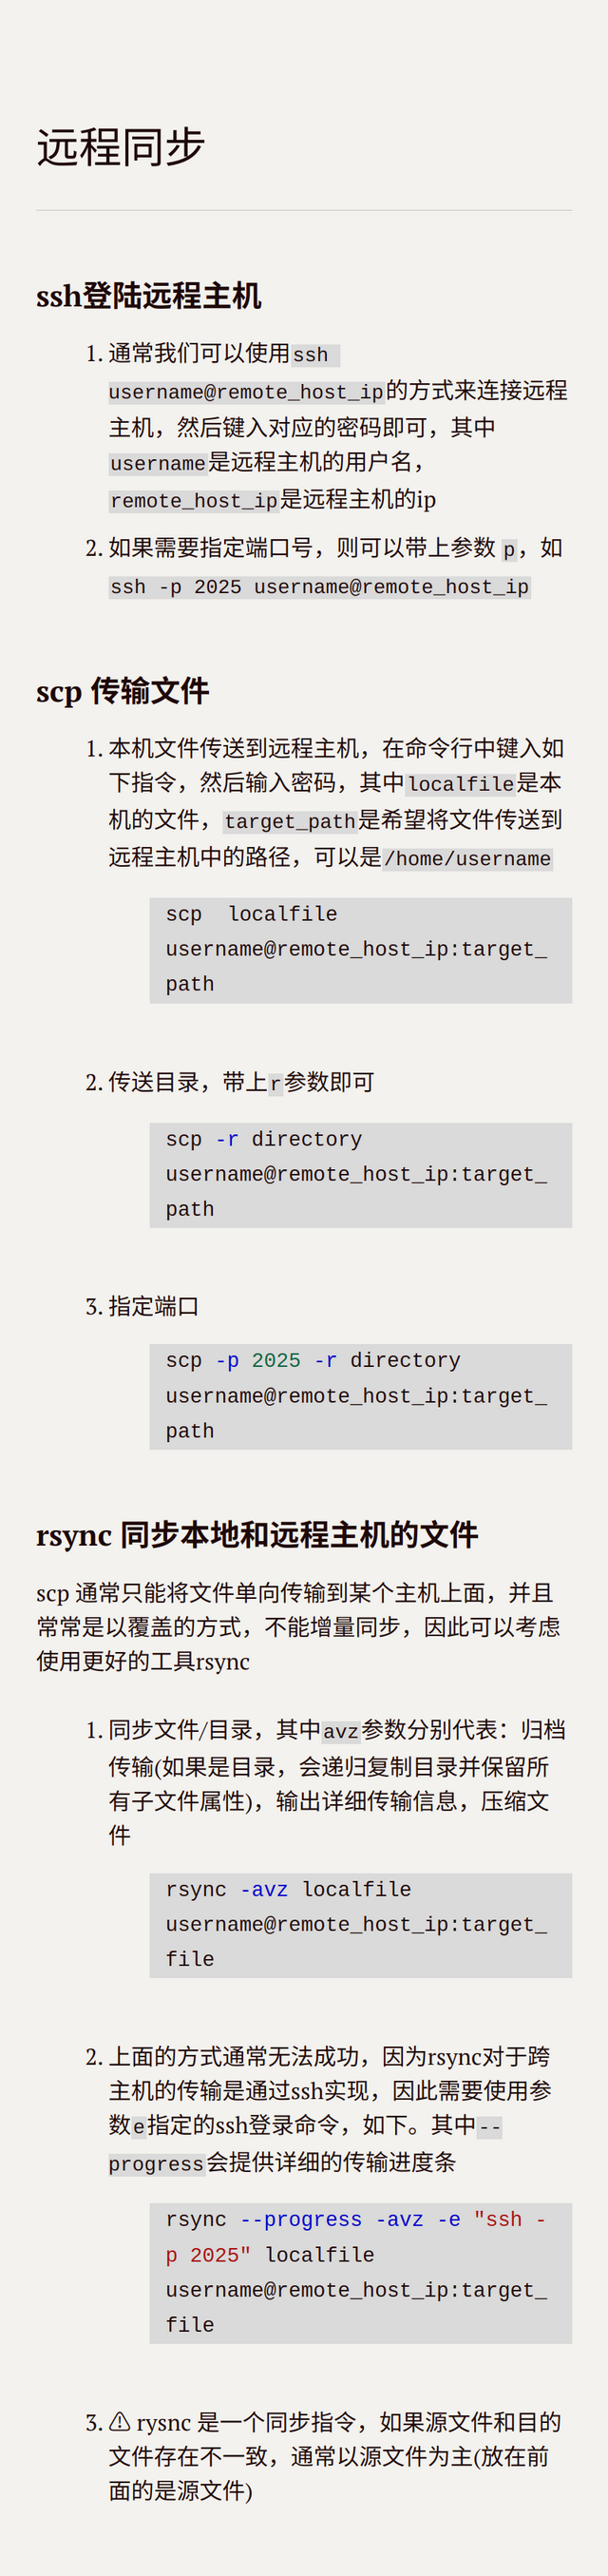 远程同步
ssh登陆远程主机
1. 通常我们可以使用ssh
username@remote_host_ip的方式来连接远程
主机，然后键入对应的密码即可，其中
username是远程主机的用户名，
remote_host_ip是远程主机的ip
2. 如果需要指定端口号，则可以带上参数 p，如
ssh -p 2025 username@remote_host_ip
scp 传输文件
1. 本机文件传送到远程主机，在命令行中键入如
下指令，然后输入密码，其中localfile是本
机的文件，target_path是希望将文件传送到
远程主机中的路径，可以是/home/username
scp  localfile
username@remote_host_ip:target_
path
2. 传送目录，带上r参数即可
scp -r directory
username@remote_host_ip:target_
path
3. 指定端口
scp -p 2025 -r directory
username@remote_host_ip:target_
path
rsync 同步本地和远程主机的文件
scp 通常只能将文件单向传输到某个主机上面，并且
常常是以覆盖的方式，不能增量同步，因此可以考虑
使用更好的工具rsync
1. 同步文件/目录，其中avz参数分别代表：归档
传输(如果是目录，会递归复制目录并保留所
有子文件属性)，输出详细传输信息，压缩文
件
rsync -avz localfile
username@remote_host_ip:target_
file
2. 上面的方式通常无法成功，因为rsync对于跨
主机的传输是通过ssh实现，因此需要使用参
数e指定的ssh登录命令，如下。其中--
progress会提供详细的传输进度条
rsync --progress -avz -e "ssh -
p 2025" localfile
username@remote_host_ip:target_
file
3. ⚠ rysnc 是一个同步指令，如果源文件和目的
文件存在不一致，通常以源文件为主(放在前
面的是源文件)